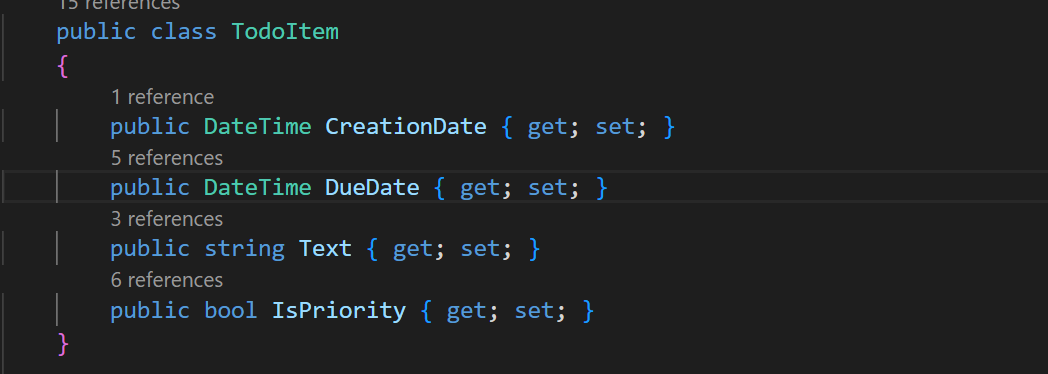 15 references
public class TodoItem
{
1 reference
public DateTime CreationDate { get; set; }
5 references
public DateTime DueDate { get; set; }
3 references
public string Text { get; set; }
6 references
public bool IsPriority { get; set; }
}